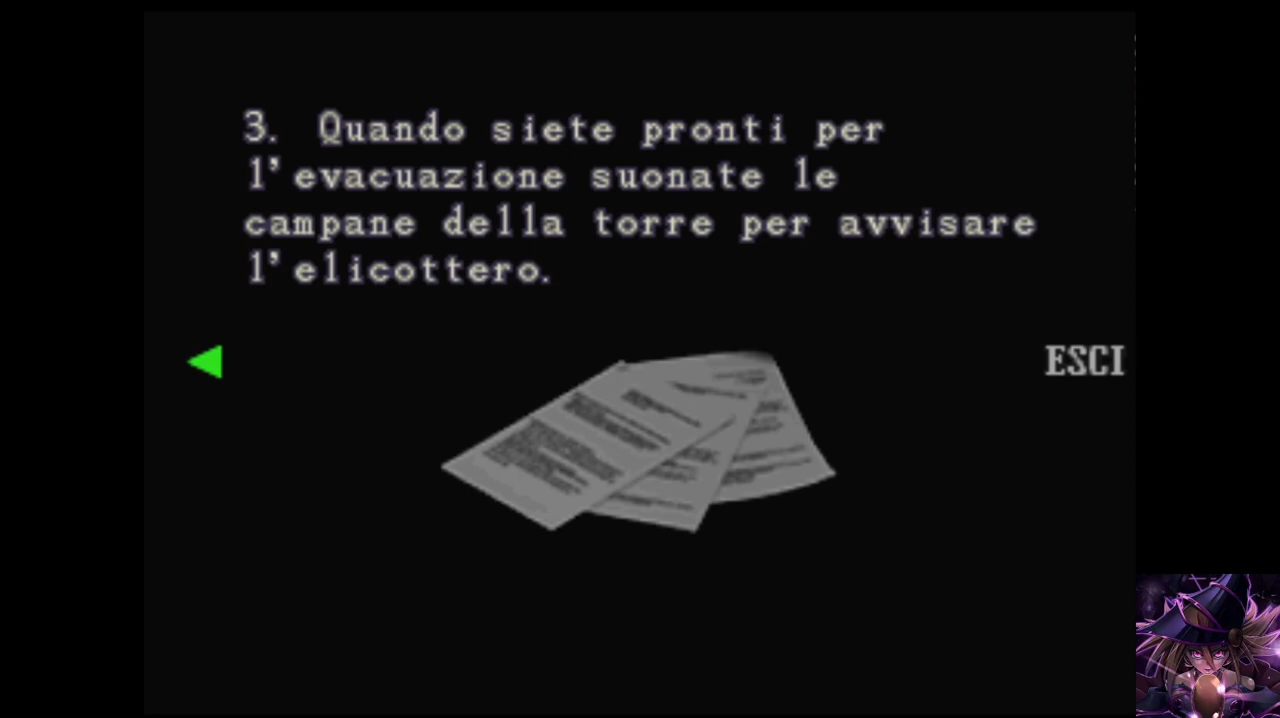 3. Quando siete pronti per
l'evacuazione suonate le
campane della torre per avvisare
l'elicottero.
ESCI